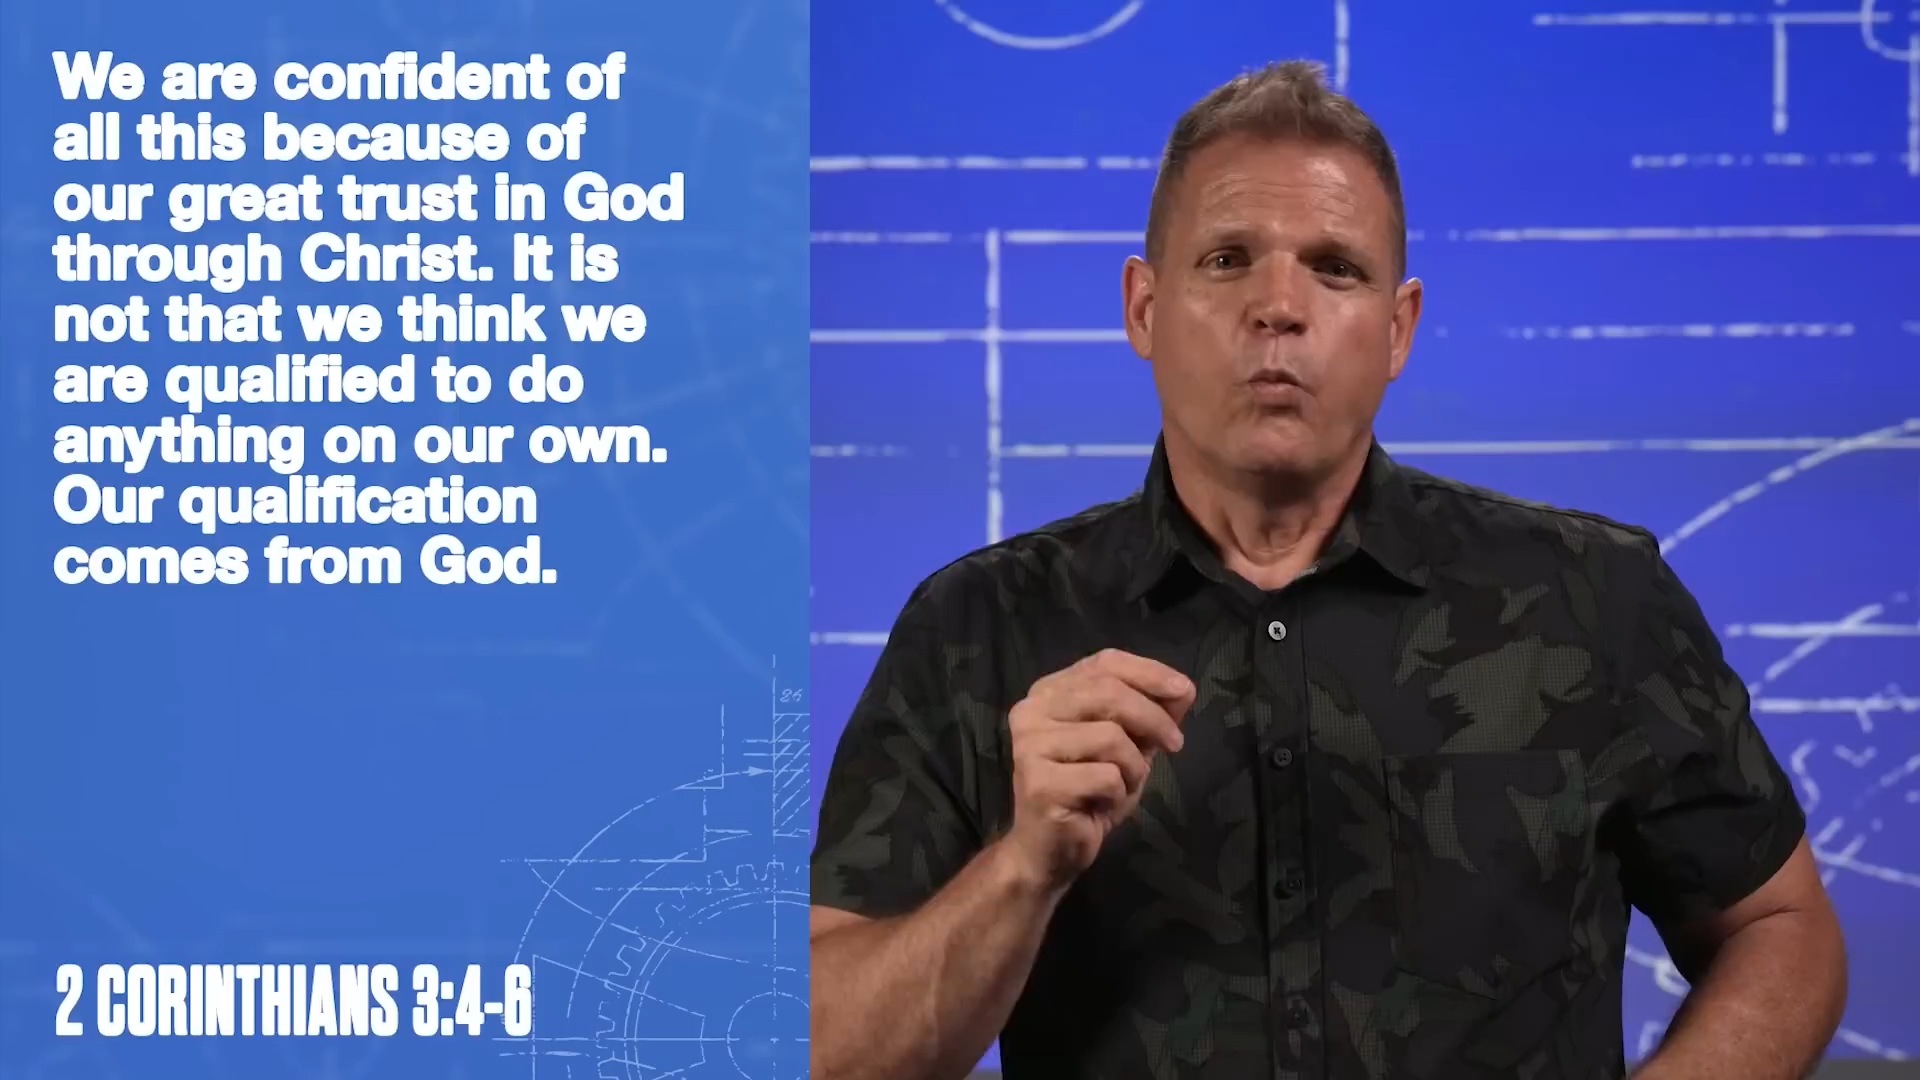 We are confident of
all this because of
our great trust in God
through Christ. It is
not that we think we
are qualified to do
anything on our own.
Our qualification
comes from God.
26
2 CORINTHIANS 3:4-6